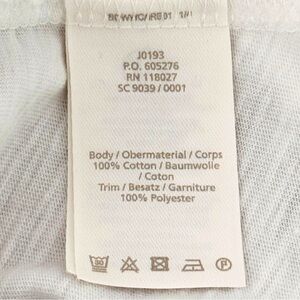 J0193
P.O. 605276
RN 118027
SC 9039 / 0001
Body / Obermaterial / Corps
100% Cotton / Baumwolle
/ Coton
Trim / Besatz / Garniture
100% Polyester